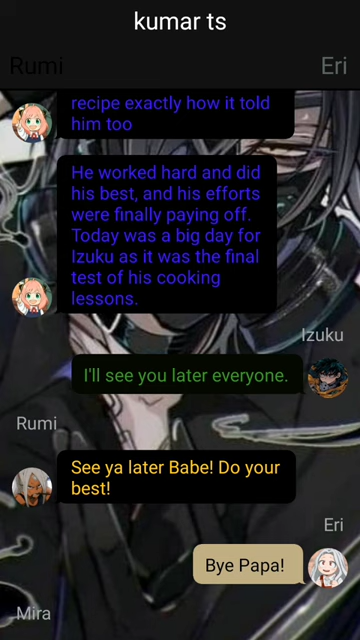 kumar ts
Rumi
Eri
recipe exactly how it told
him too
He worked hard and did
his best, and his efforts
were finally paying off.
Today was a big day for
Izuku as it was the final
test of his cooking
lessons.
Izuku
I'll see you later everyone.
Rumi
See ya later Babe! Do your
best!
Eri
Bye Papa!
Mira